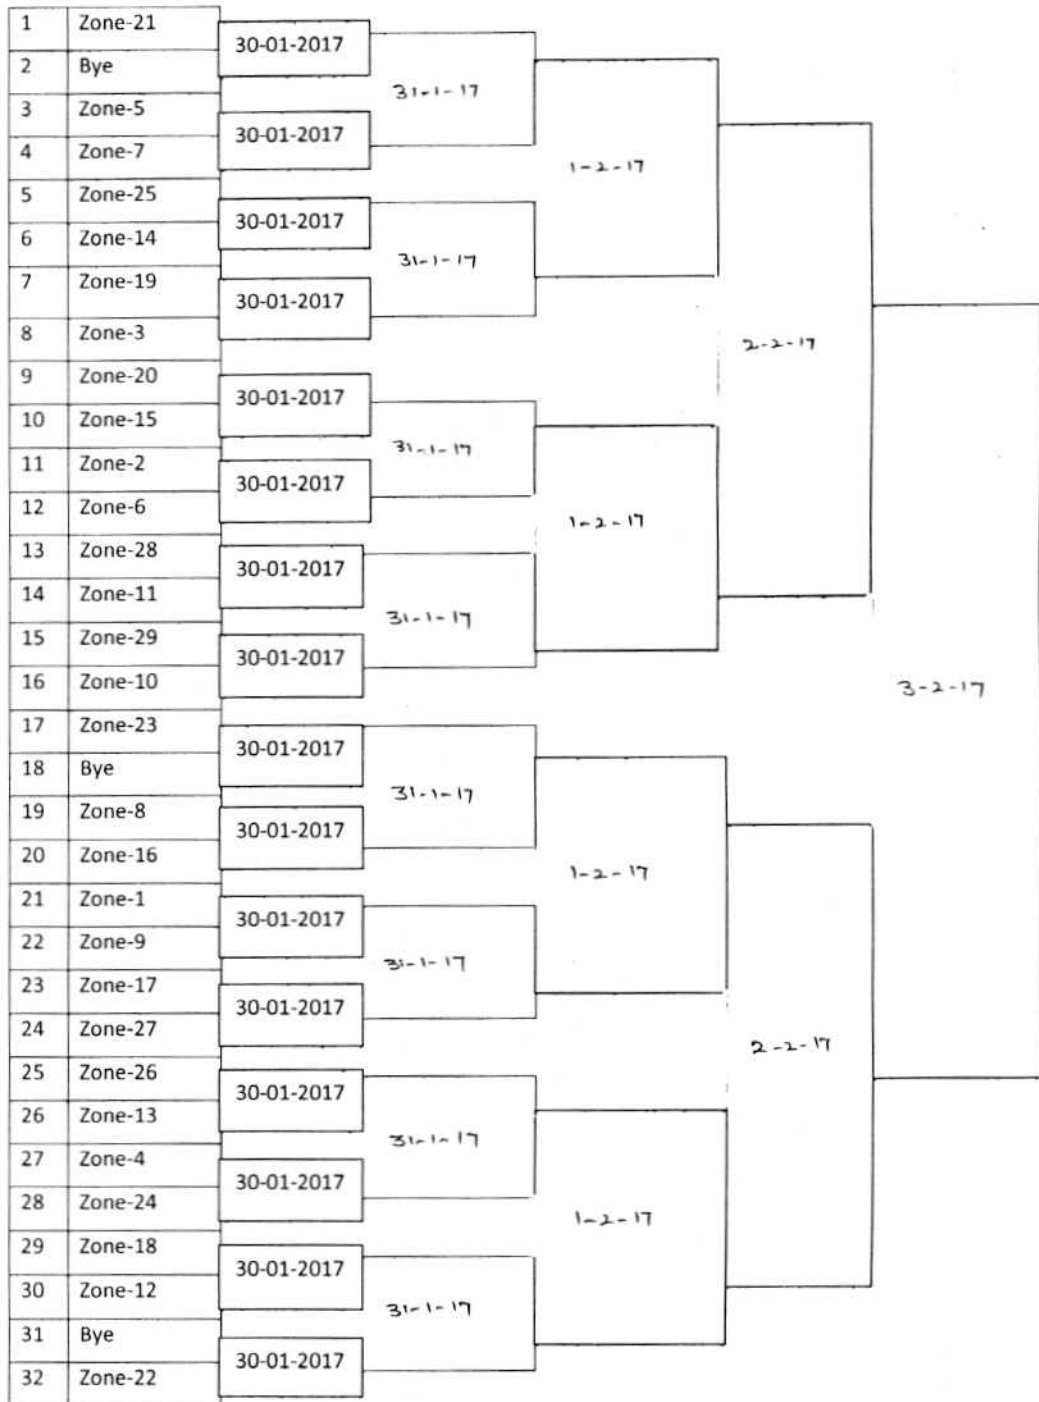 1 Zone-21
30-01-2017
2 Bye
31-1-17
3 Zone-5
30-01-2017
4 Zone-7
1-2-17
5 Zone-25
30-01-2017
6 Zone-14
31-1-17
7 Zone-19
30-01-2017
8 Zone-3
2-2-17
9 Zone-20
30-01-2017
10 Zone-15
31-1-17
11 Zone-2
30-01-2017
12 Zone-6
1-2-17
13 Zone-28
30-01-2017
14 Zone-11
31-1-17
15 Zone-29
30-01-2017
16 Zone-10
3-2-17
17 Zone-23
30-01-2017
18 Bye
31-1-17
19 Zone-8
30-01-2017
20 Zone-16
1-2-17
21 Zone-1
30-01-2017
22 Zone-9
31-1-17
23 Zone-17
30-01-2017
24 Zone-27
2-2-17
25 Zone-26
30-01-2017
26 Zone-13
31-1-17
27 Zone-4
30-01-2017
28 Zone-24
1-2-17
29 Zone-18
30-01-2017
30 Zone-12
31-1-17
31 Bye
30-01-2017
32 Zone-22